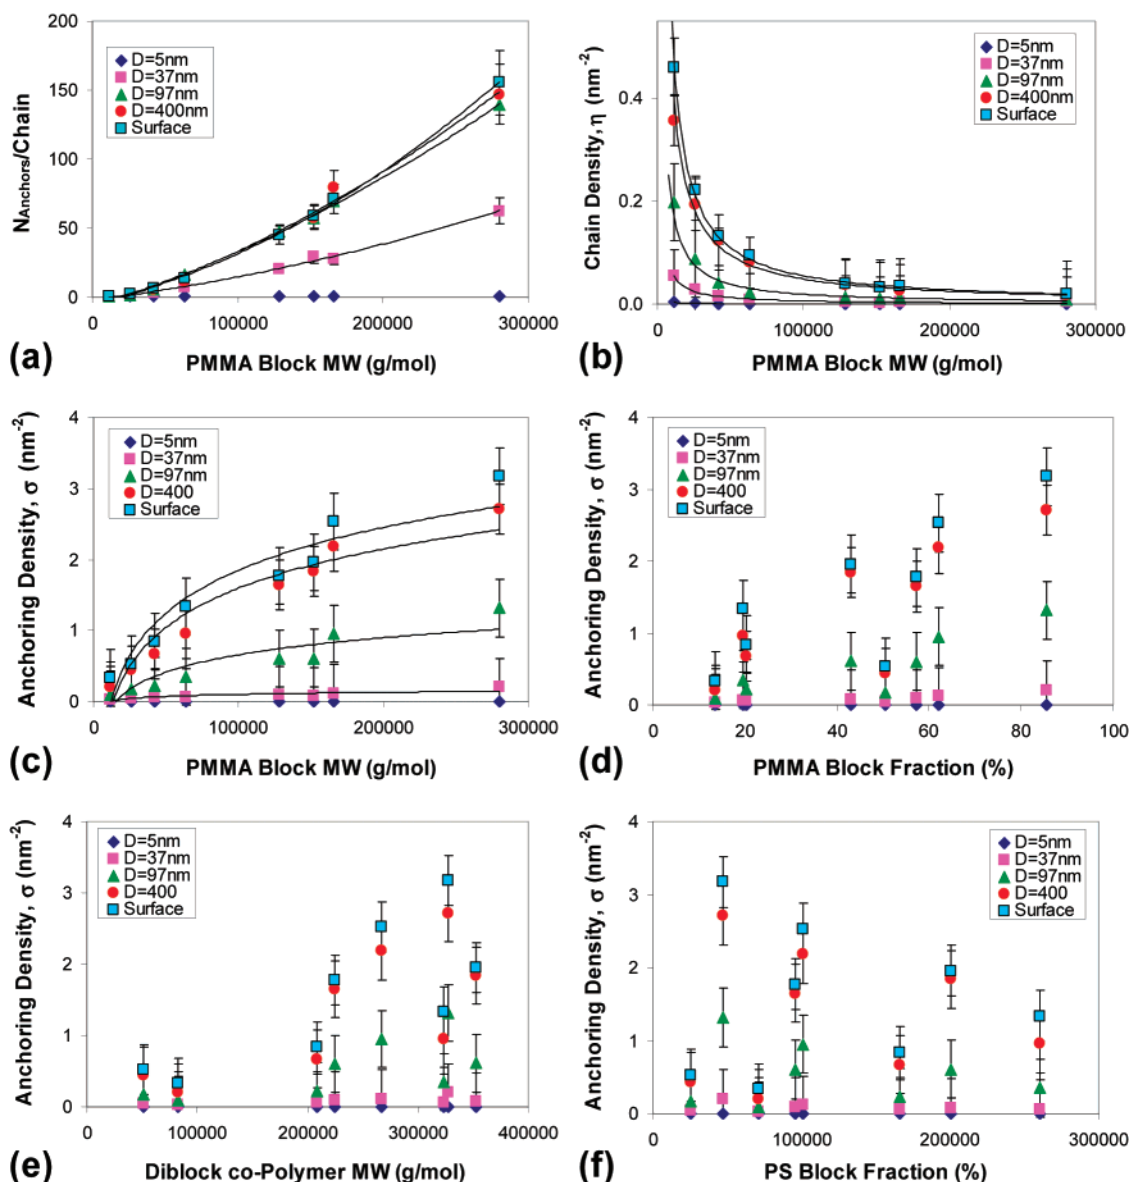 200
150
100
50
0
NAnchors/Chain
D=5nm
D=37nm
D=97nm
D=400nm
Surface
0 100000 200000 300000
PMMA Block MW (g/mol)
(a)
0.4
0.2
0.0
Chain Density, η (nm-2)
D=5nm
D=37nm
D=97nm
D=400nm
Surface
0 100000 200000 300000
PMMA Block MW (g/mol)
(b)
4
3
2
1
0
Anchoring Density, σ (nm-2)
D=5nm
D=37nm
D=97nm
D=400
Surface
0 100000 200000 300000
PMMA Block MW (g/mol)
(c)
4
3
2
1
0
Anchoring Density, σ (nm-2)
D=5nm
D=37nm
D=97nm
D=400
Surface
0 20 40 60 80 100
PMMA Block Fraction (%)
(d)
4
3
2
1
0
Anchoring Density, σ (nm-2)
D=5nm
D=37nm
D=97nm
D=400
Surface
0 100000 200000 300000 400000
Diblock co-Polymer MW (g/mol)
(e)
4
3
2
1
0
Anchoring Density, σ (nm-2)
D=5nm
D=37nm
D=97nm
D=400
Surface
0 100000 200000 300000
PS Block Fraction (%)
(f)